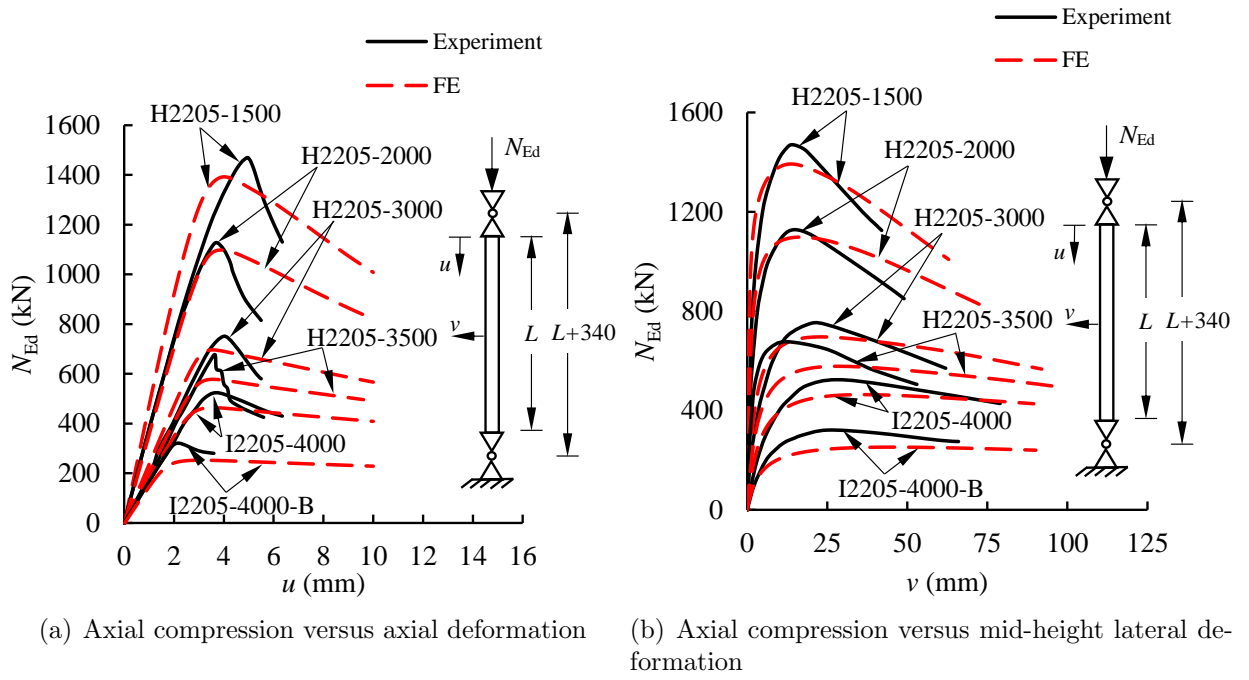 Experiment
FE
H2205-1500
H2205-2000
H2205-3000
H2205-3500
I2205-4000
I2205-4000-B
1600
1400
1200
1000
800
600
400
200
0
N_Ed (kN)
0 2 4 6 8 10 12 14 16
u (mm)
N_Ed
u
v
L
L+340
(a) Axial compression versus axial deformation
Experiment
FE
H2205-1500
H2205-2000
H2205-3000
H2205-3500
I2205-4000
I2205-4000-B
1600
1200
800
400
0
N_Ed (kN)
0 25 50 75 100 125
v (mm)
N_Ed
u
v
L
L+340
(b) Axial compression versus mid-height lateral de-
formation